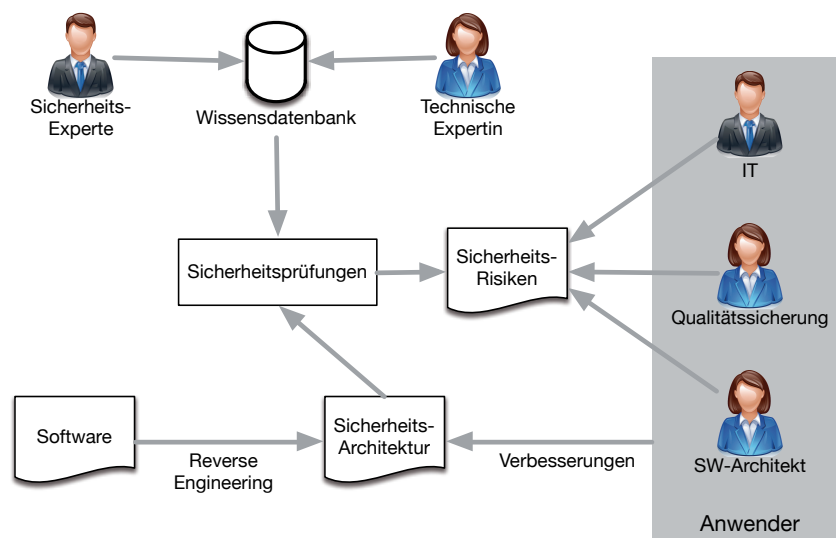 Sicherheits-
Experte
Wissensdatenbank
Technische
Expertin
IT
Sicherheitsprüfungen
Sicherheits-
Risiken
Qualitätssicherung
Software
Reverse
Engineering
Sicherheits-
Architektur
Verbesserungen
SW-Architekt
Anwender